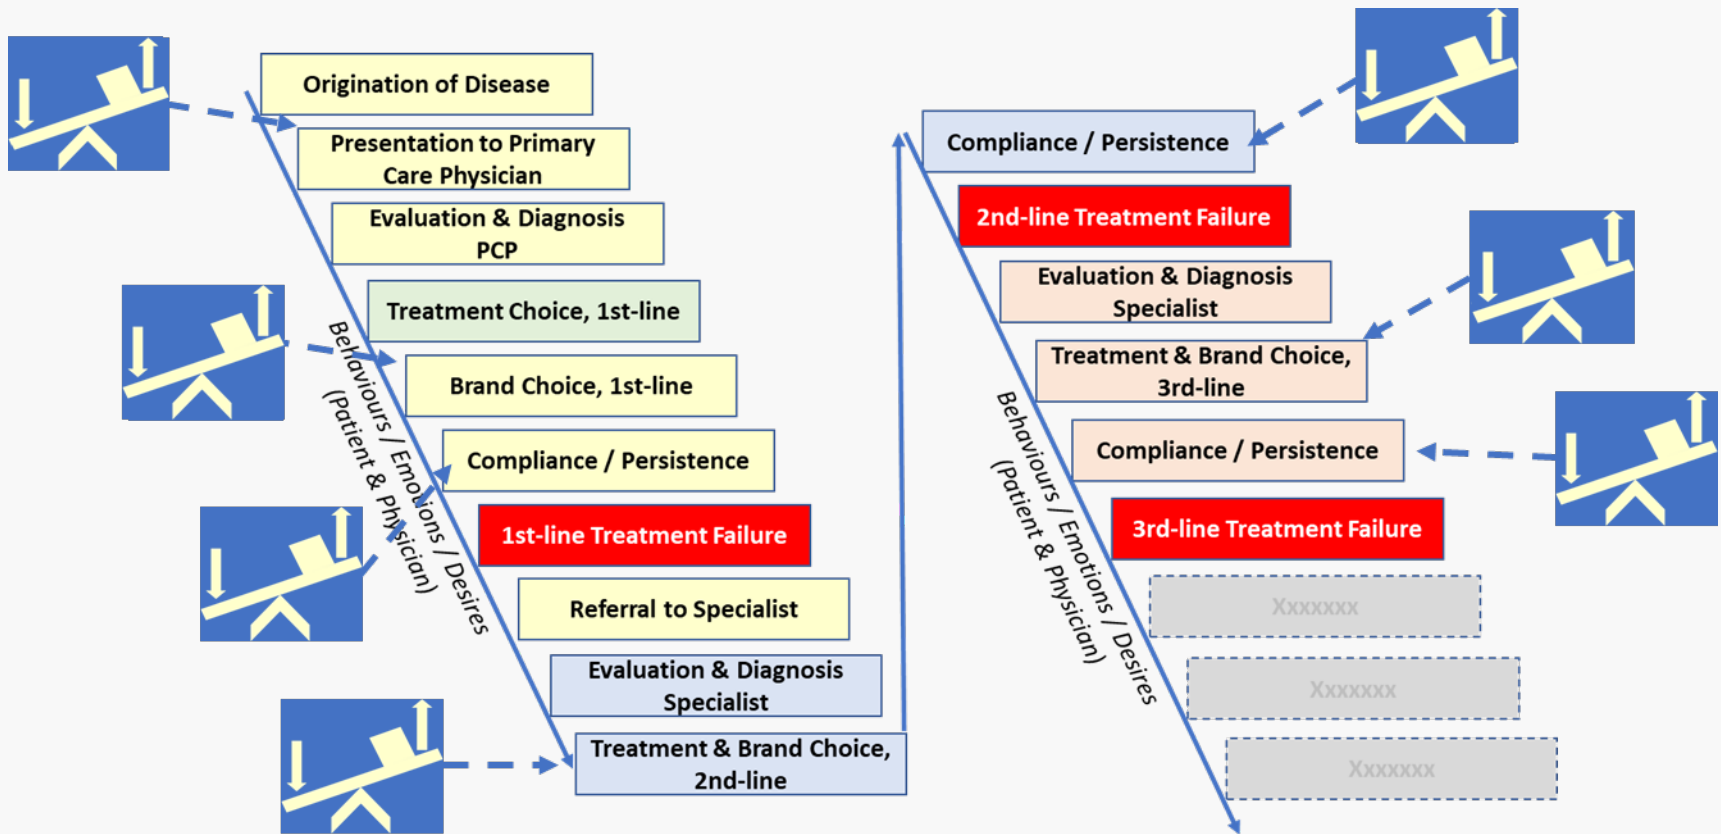 Origination of Disease
Presentation to Primary
Care Physician
Evaluation & Diagnosis
PCP
Treatment Choice, 1st-line
Brand Choice, 1st-line
Compliance / Persistence
1st-line Treatment Failure
Referral to Specialist
Evaluation & Diagnosis
Specialist
Treatment & Brand Choice,
2nd-line
Behaviours / Emotions / Desires
(Patient & Physician)
Compliance / Persistence
2nd-line Treatment Failure
Evaluation & Diagnosis
Specialist
Treatment & Brand Choice,
3rd-line
Compliance / Persistence
3rd-line Treatment Failure
Xxxxxxx
Xxxxxxx
Xxxxxxx
Behaviours / Emotions / Desires
(Patient & Physician)